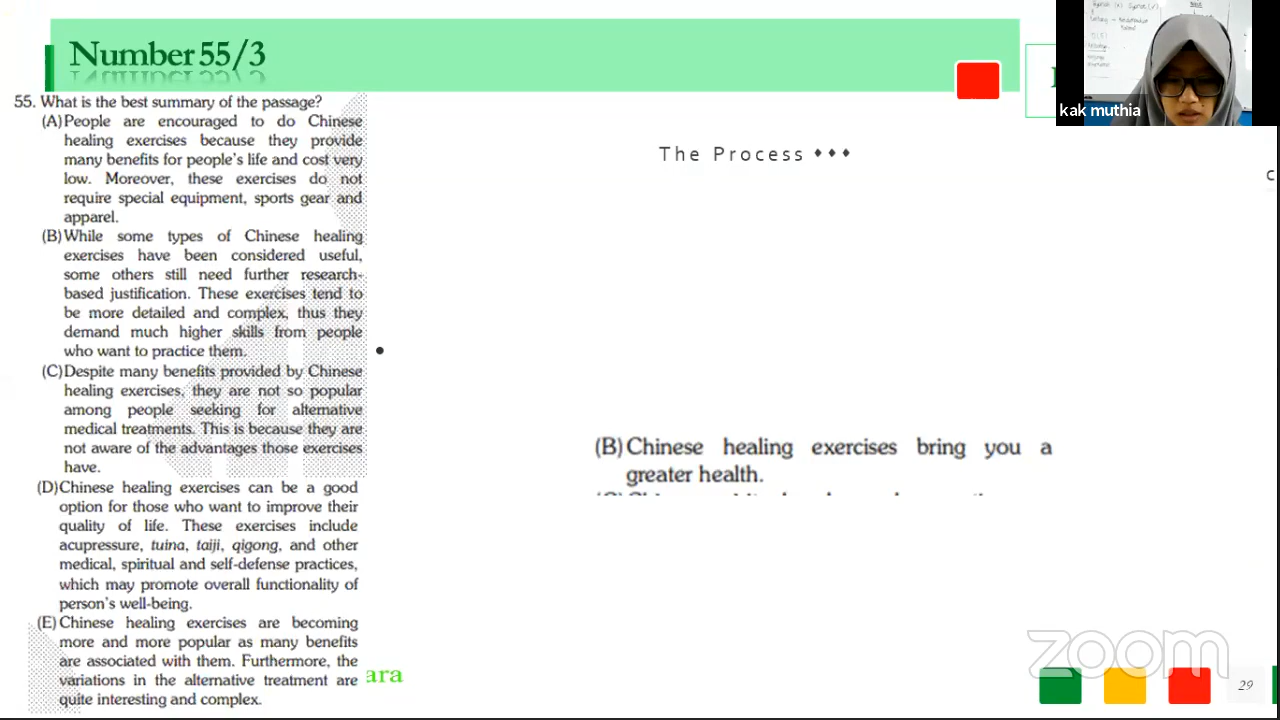 Number 55/3
55. What is the best summary of the passage?
(A) People are encouraged to do Chinese
healing exercises because they provide
many benefits for people's life and cost very
low. Moreover, these exercises do not
require special equipment, sports gear and
apparel.
(B) While some types of Chinese healing
exercises have been considered useful,
some others still need further research-
based justification. These exercises tend to
be more detailed and complex, thus they
demand much higher skills from people
who want to practice them.
(C) Despite many benefits provided by Chinese
healing exercises, they are not so popular
among people seeking for alternative
medical treatments. This is because they are
not aware of the advantages those exercises
have.
(D) Chinese healing exercises can be a good
option for those who want to improve their
quality of life. These exercises include
acupressure, tuina, taiji, qigong, and other
medical, spiritual and self-defense practices,
which may promote overall functionality of
person's well-being.
(E) Chinese healing exercises are becoming
more and more popular as many benefits
are associated with them. Furthermore, the
variations in the alternative treatment are
quite interesting and complex.
ara
The Process
(B) Chinese healing exercises bring you a
greater health.
kak muthia
zoom
29